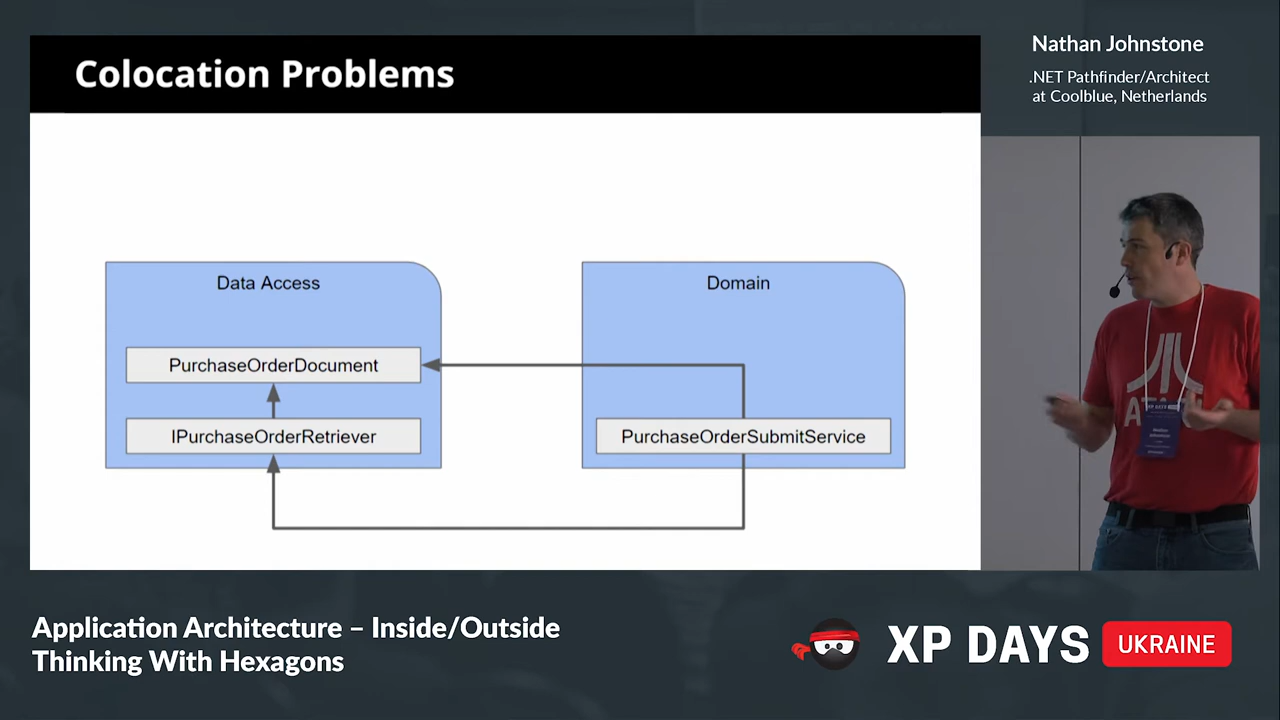 Colocation Problems
Data Access
PurchaseOrderDocument
IPurchaseOrderRetriever
Domain
PurchaseOrderSubmitService
Nathan Johnstone
.NET Pathfinder/Architect
at Coolblue, Netherlands
Application Architecture – Inside/Outside
Thinking With Hexagons
XP DAYS UKRAINE